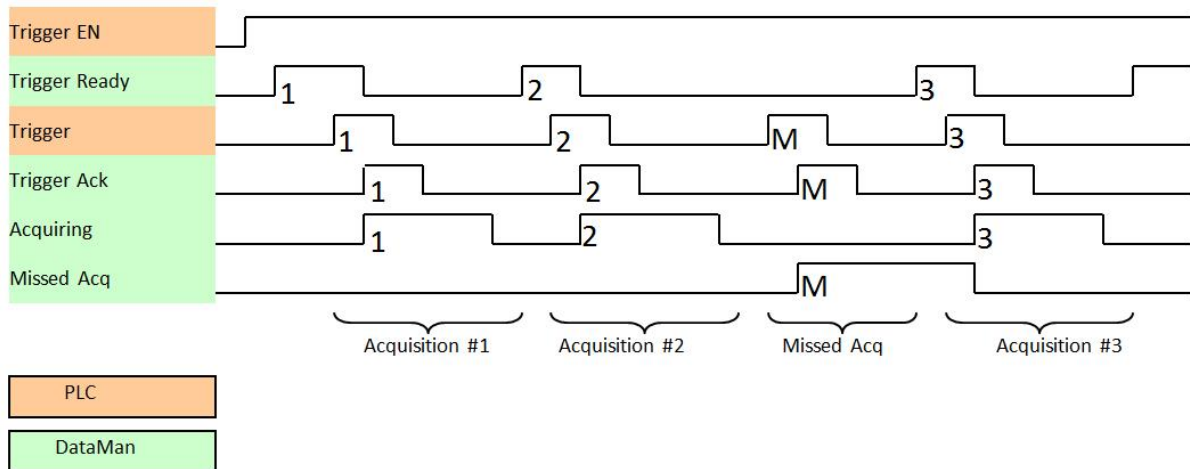 Trigger EN
Trigger Ready
1 2 3
Trigger
1 2 M 3
Trigger Ack
1 2 M 3
Acquiring
1 2 3
Missed Acq
M
Acquisition #1 Acquisition #2 Missed Acq Acquisition #3
PLC
DataMan